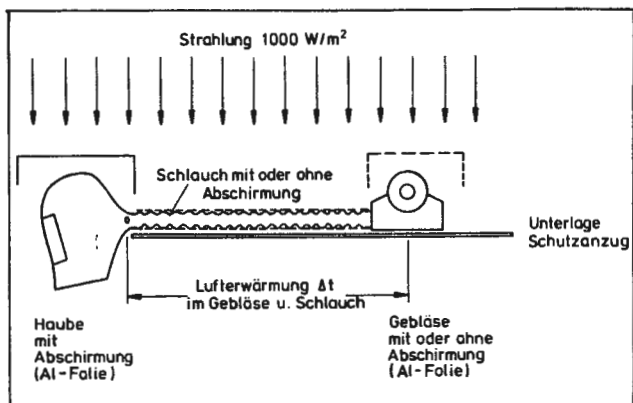 Strahlung 1000 W/m²
Schlauch mit oder ohne
Abschirmung
Unterlage
Schutzanzug
Lufterwärmung Δt
im Gebläse u. Schlauch
Haube
mit
Abschirmung
(Al-Folie)
Gebläse
mit oder ohne
Abschirmung
(Al-Folie)